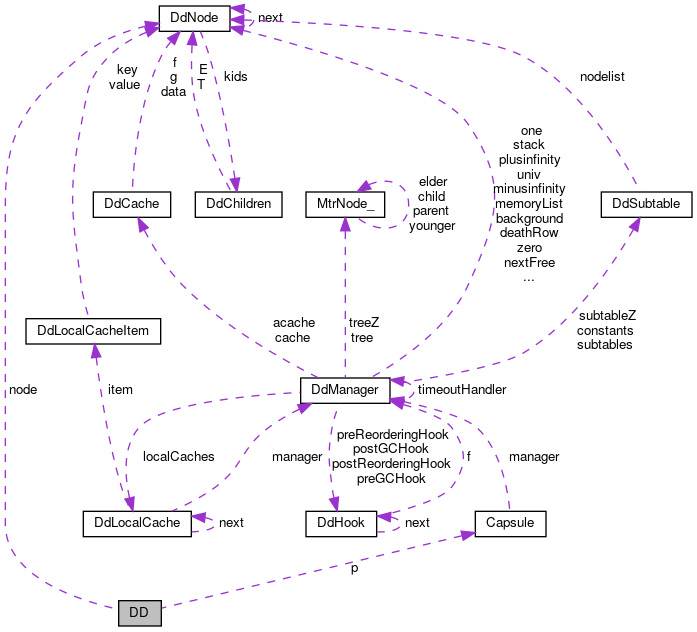 DdNode
next
key
value
f
g
data
E
T
kids
nodelist
one
stack
plusinfinity
univ
minusinfinity
memoryList
background
deathRow
zero
nextFree
...
elder
child
parent
younger
DdCache
DdChildren
MtrNode_
DdSubtable
DdLocalCacheItem
acache
cache
treeZ
tree
subtableZ
constants
subtables
node
item
DdManager
timeoutHandler
localCaches
manager
preReorderingHook
postGCHook
postReorderingHook
preGCHook
f
manager
DdLocalCache
next
DdHook
next
Capsule
p
DD